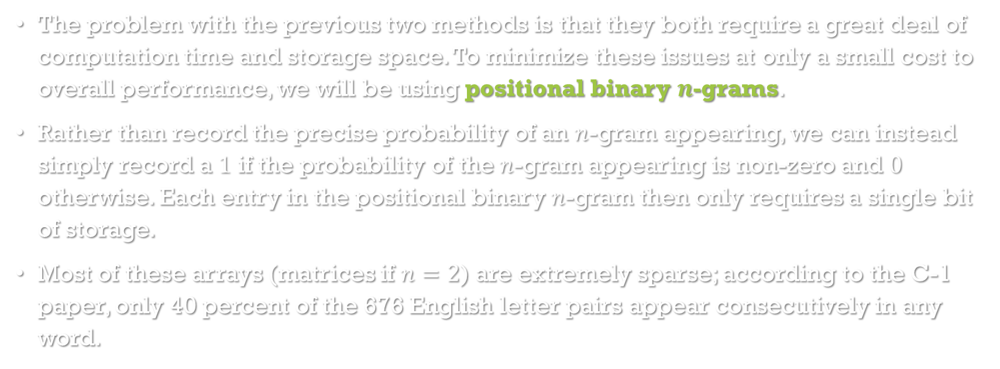 • The problem with the previous two methods is that they both require a great deal of
computation time and storage space. To minimize these issues at only a small cost to
overall performance, we will be using positional binary n-grams.
• Rather than record the precise probability of an n-gram appearing, we can instead
simply record a 1 if the probability of the n-gram appearing is non-zero and 0
otherwise. Each entry in the positional binary n-gram then only requires a single bit
of storage.
• Most of these arrays (matrices if n = 2) are extremely sparse; according to the C-1
paper, only 40 percent of the 676 English letter pairs appear consecutively in any
word.